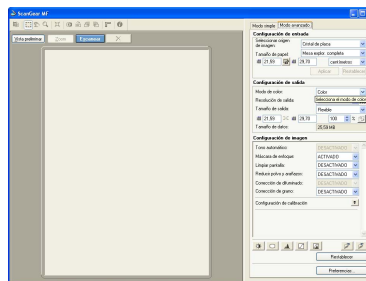 ScanGear MF
Modo simple Modo avanzado
Vista preliminar Zoom Escanear
Configuración de entrada
Seleccionar origen de imagen: Cristal de placa
Tamaño de papel: Mesa explor. completa
21,59 29,70 centímetros
Aplicar Restablecer
Configuración de salida
Modo de color: Color
Resolución de salida: Selecciona el modo de color
Tamaño de salida: Flexible
21,59 29,70 100 %
Tamaño de datos: 25,59 MB
Configuración de imagen
Tono automático: DESACTIVADO
Máscara de enfoque: ACTIVADO
Limpiar pantalla: DESACTIVADO
Reducir polvo y arañazos: DESACTIVADO
Corrección de difuminado: DESACTIVADO
Corrección de grano: DESACTIVADO
Configuración de calibración
Restablecer
Preferencias...